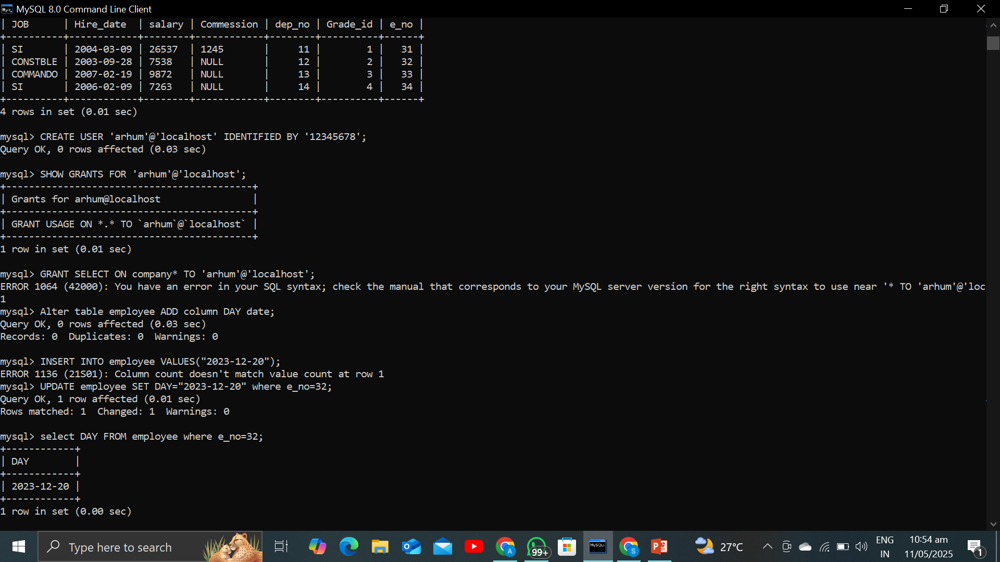 MySQL 8.0 Command Line Client
| JOB      | Hire_date  | salary | Commession | dep_no | Grade_id | e_no |
+----------+------------+--------+------------+--------+----------+------+
| SI       | 2004-03-09 | 26537  | 1245       |     11 |        1 |   31 |
| CONSTBLE | 2003-09-28 | 7538   | NULL       |     12 |        2 |   32 |
| COMMANDO | 2007-02-19 | 9872   | NULL       |     13 |        3 |   33 |
| SI       | 2006-02-09 | 7263   | NULL       |     14 |        4 |   34 |
+----------+------------+--------+------------+--------+----------+------+
4 rows in set (0.01 sec)
mysql> CREATE USER 'arhum'@'localhost' IDENTIFIED BY '12345678';
Query OK, 0 rows affected (0.03 sec)
mysql> SHOW GRANTS FOR 'arhum'@'localhost';
+-------------------------------------------+
| Grants for arhum@localhost                |
+-------------------------------------------+
| GRANT USAGE ON *.* TO `arhum`@`localhost` |
+-------------------------------------------+
1 row in set (0.01 sec)
mysql> GRANT SELECT ON company* TO 'arhum'@'localhost';
ERROR 1064 (42000): You have an error in your SQL syntax; check the manual that corresponds to your MySQL server version for the right syntax to use near '* TO 'arhum'@'loc
1
mysql> Alter table employee ADD column DAY date;
Query OK, 0 rows affected (0.03 sec)
Records: 0  Duplicates: 0  Warnings: 0
mysql> INSERT INTO employee VALUES("2023-12-20");
ERROR 1136 (21S01): Column count doesn't match value count at row 1
mysql> UPDATE employee SET DAY="2023-12-20" where e_no=32;
Query OK, 1 row affected (0.01 sec)
Rows matched: 1  Changed: 1  Warnings: 0
mysql> select DAY FROM employee where e_no=32;
+------------+
| DAY        |
+------------+
| 2023-12-20 |
+------------+
1 row in set (0.00 sec)
Type here to search
A
99+
MySQL>
S
P
27°C
ENG
IN
10:54 am
11/05/2025
1